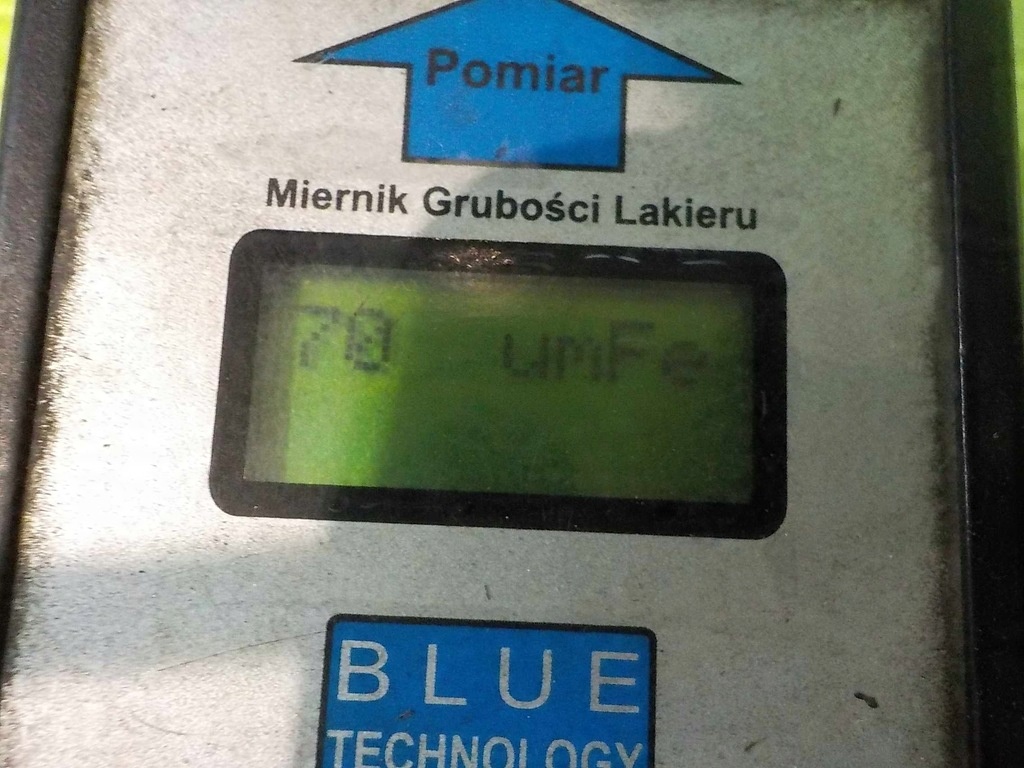 Pomiar
Miernik Grubości Lakieru
70 umFe
BLUE
TECHNOLOGY